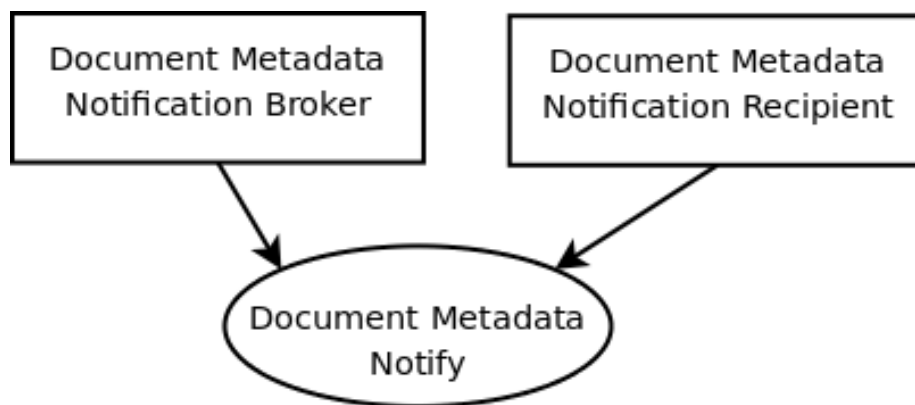 Document Metadata
Notification Broker
Document Metadata
Notification Recipient
Document Metadata
Notify